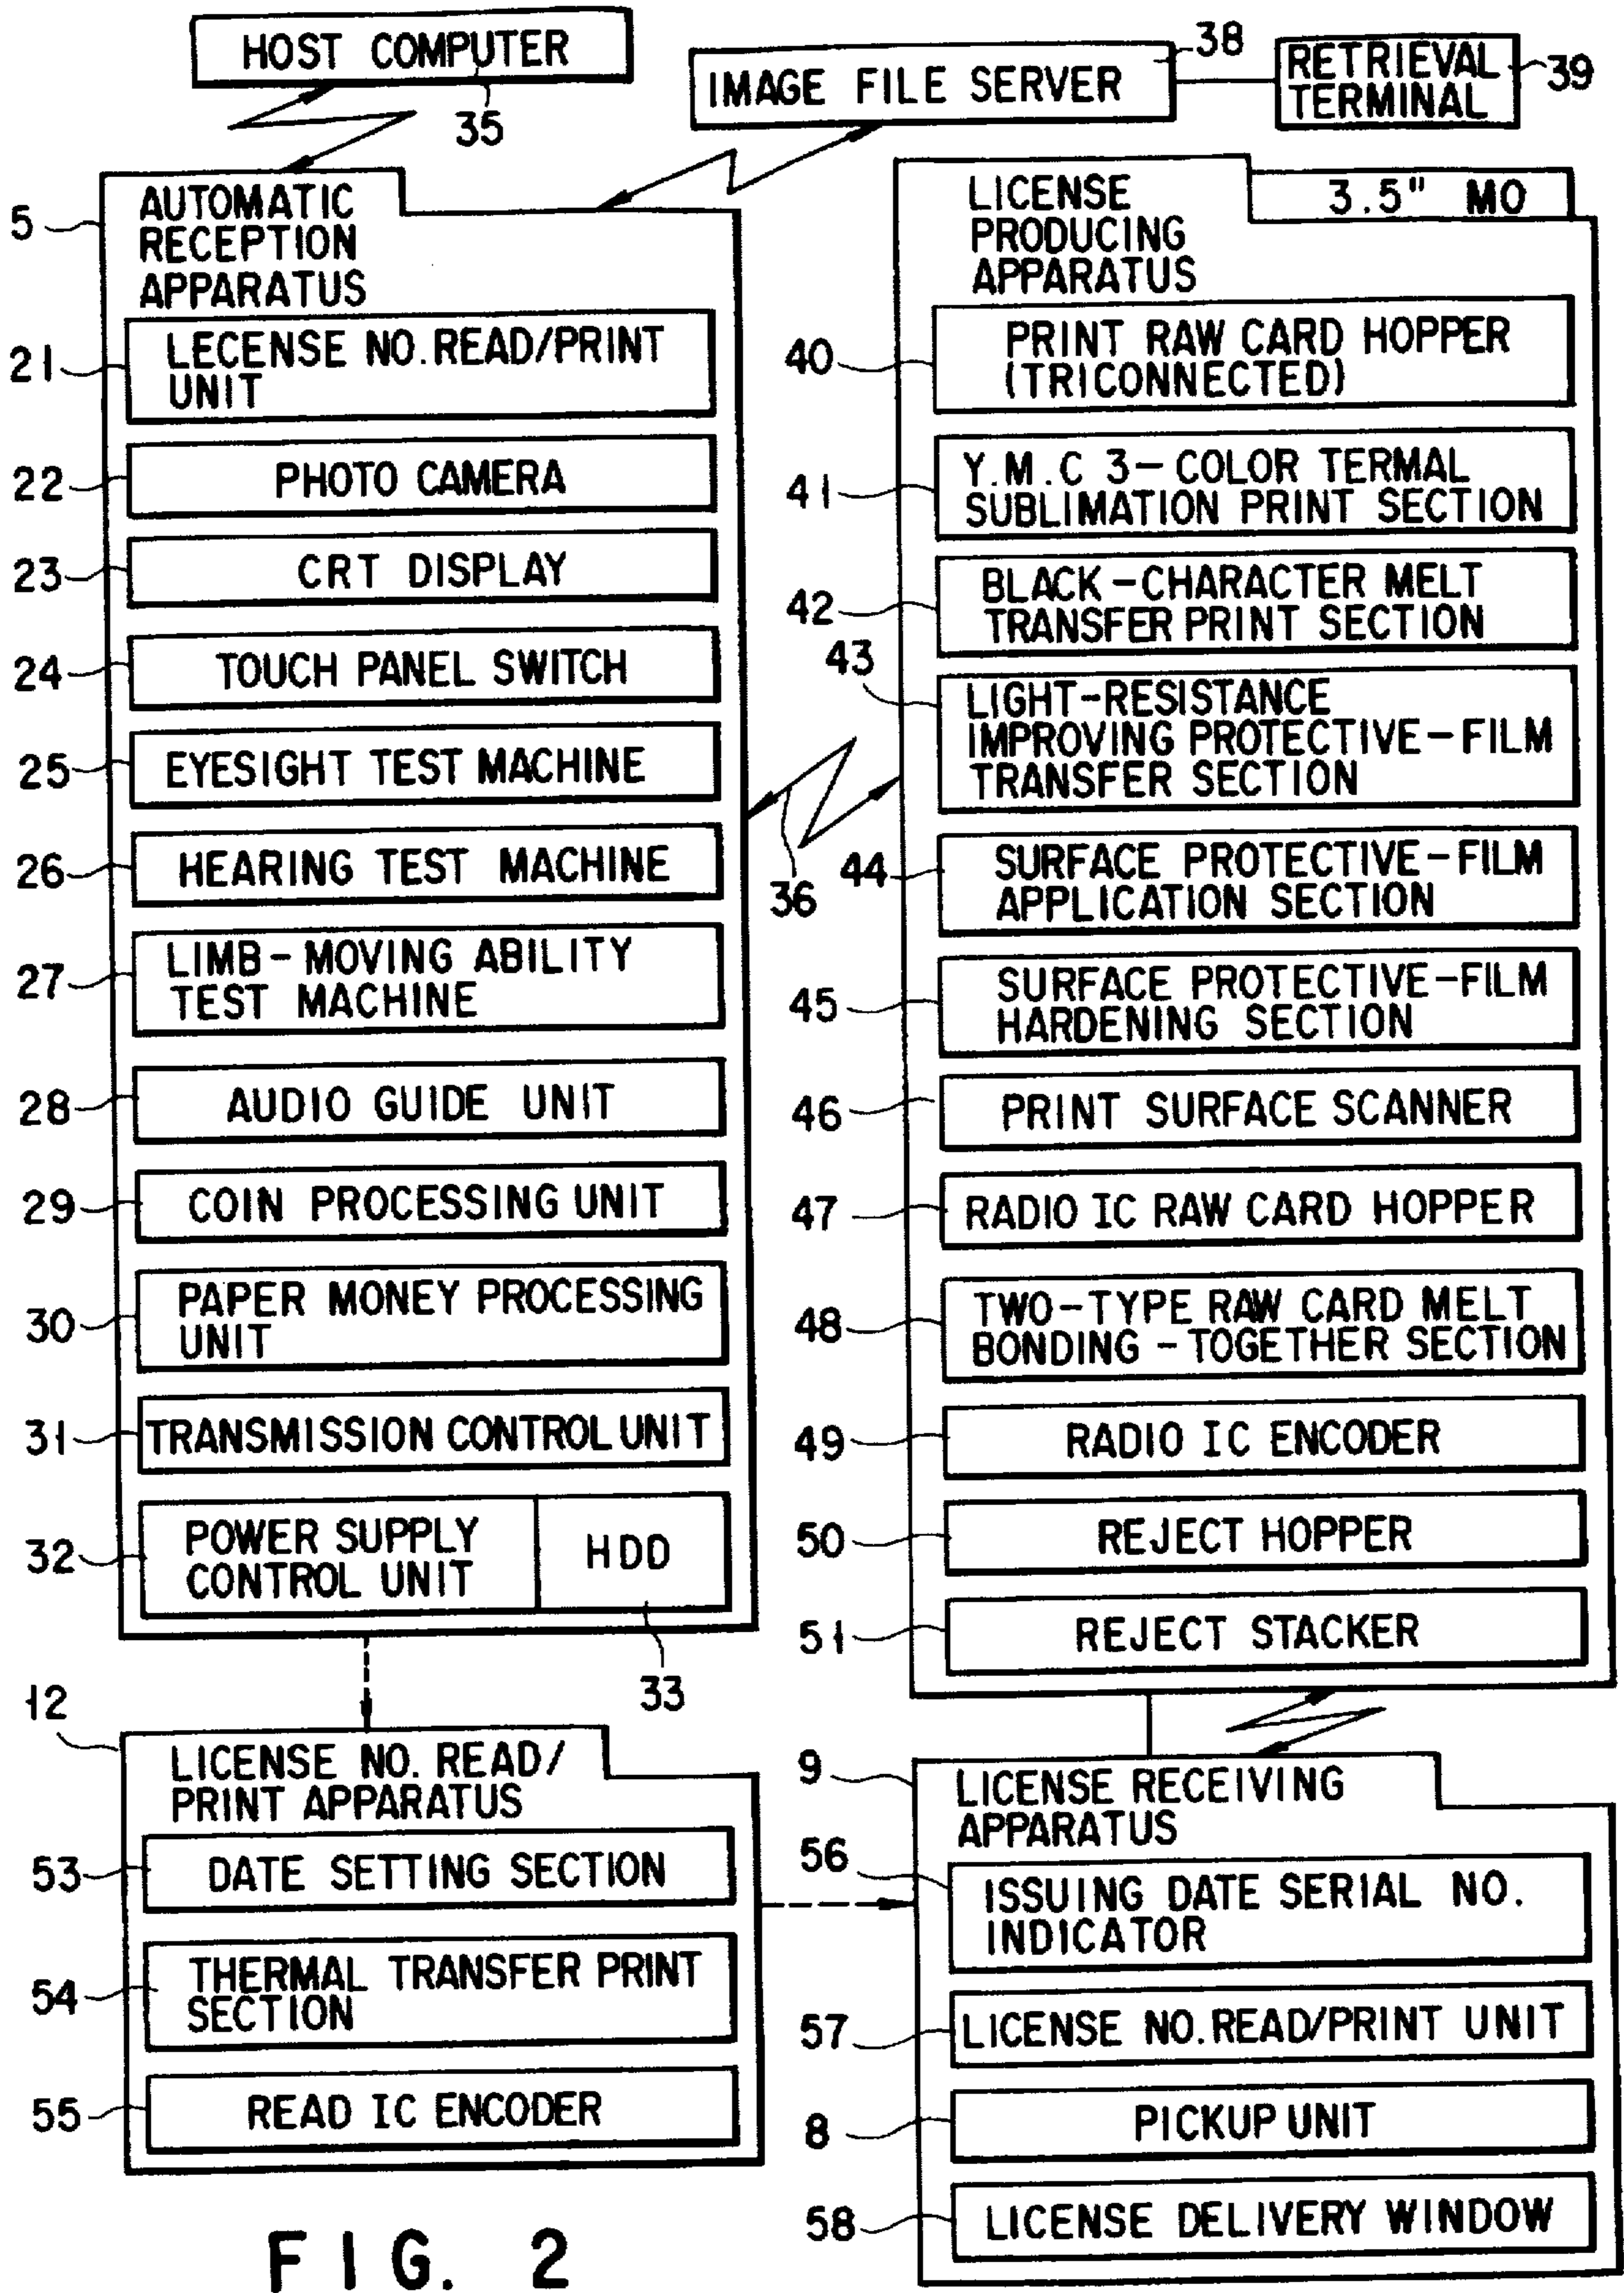 HOST COMPUTER
35
IMAGE FILE SERVER
38
RETRIEVAL
TERMINAL
39
5
AUTOMATIC
RECEPTION
APPARATUS
21
LECENSE NO. READ/PRINT
UNIT
22
PHOTO CAMERA
23
CRT DISPLAY
24
TOUCH PANEL SWITCH
25
EYESIGHT TEST MACHINE
26
HEARING TEST MACHINE
27
LIMB-MOVING ABILITY
TEST MACHINE
28
AUDIO GUIDE UNIT
29
COIN PROCESSING UNIT
30
PAPER MONEY PROCESSING
UNIT
31
TRANSMISSION CONTROL UNIT
32
POWER SUPPLY
CONTROL UNIT
HDD
33
36
LICENSE
PRODUCING
APPARATUS
3.5" MO
40
PRINT RAW CARD HOPPER
(TRICONNECTED)
41
Y.M.C 3-COLOR TERMAL
SUBLIMATION PRINT SECTION
42
BLACK-CHARACTER MELT
TRANSFER PRINT SECTION
43
LIGHT-RESISTANCE
IMPROVING PROTECTIVE-FILM
TRANSFER SECTION
44
SURFACE PROTECTIVE-FILM
APPLICATION SECTION
45
SURFACE PROTECTIVE-FILM
HARDENING SECTION
46
PRINT SURFACE SCANNER
47
RADIO IC RAW CARD HOPPER
48
TWO-TYPE RAW CARD MELT
BONDING-TOGETHER SECTION
49
RADIO IC ENCODER
50
REJECT HOPPER
51
REJECT STACKER
12
LICENSE NO. READ/
PRINT APPARATUS
53
DATE SETTING SECTION
54
THERMAL TRANSFER PRINT
SECTION
55
READ IC ENCODER
9
LICENSE RECEIVING
APPARATUS
56
ISSUING DATE SERIAL NO.
INDICATOR
57
LICENSE NO. READ/PRINT UNIT
8
PICKUP UNIT
58
LICENSE DELIVERY WINDOW
FIG. 2